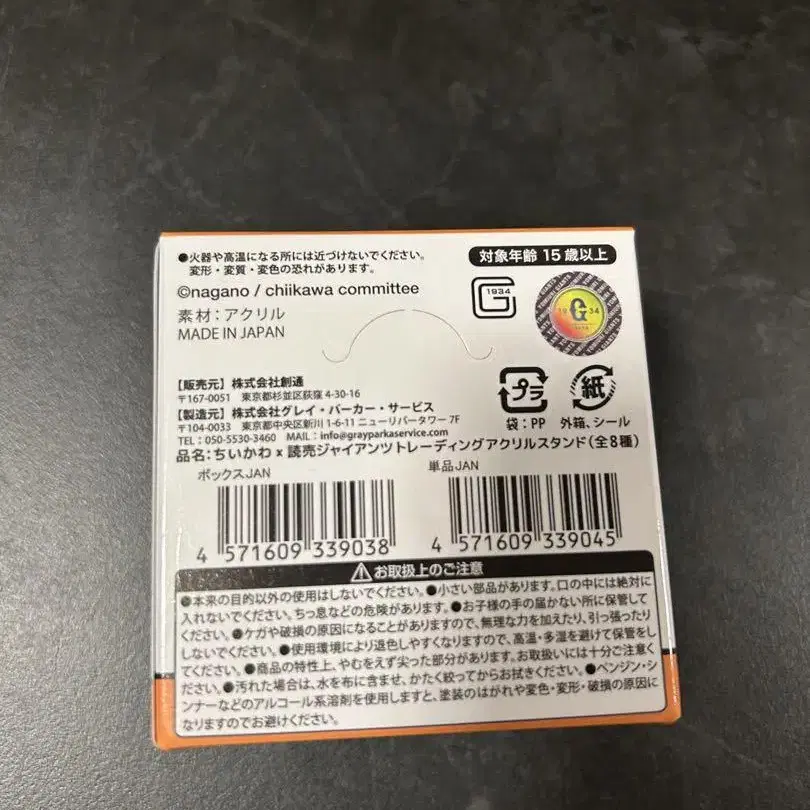 ●火器や高温になる所には近づけないでください。
変形・変質・変色の恐れがあります。
対象年齢 15 歳以上
©nagano / chiikawa committee
素材：アクリル
MADE IN JAPAN
1934
G
19 34
【販売元】株式会社創通
〒167-0051 東京都杉並区荻窪 4-30-16
【製造元】株式会社グレイ・パーカー・サービス
〒104-0033 東京都中央区新川 1-6-11 ニューリバータワー 7F
TEL：050-5530-3460 MAIL：info@grayparkaservice.com
プラ
紙
袋：PP
外箱、シール
品名：ちいかわ x 読売ジャイアンツトレーディングアクリルスタンド（全8種）
ボックスJAN
単品JAN
4 571609 339038
4 571609 339045
お取扱上のご注意
●本来の目的以外の使用はしないでください。●小さい部品があります。口の中には絶対に
入れないでください。ちっ息などの危険があります。●お子様の手の届かない所に保管して
ください。●ケガや破損の原因になることがありますので、無理な力を加えたり、引っ張ったり
しないでください。●使用環境により退色しやすくなりますので、高温・多湿を避けて保管をし
てください。●商品の特性上、やむをえず尖った部分があります。お取扱いには十分ご注意く
ださい。●汚れた場合は、水を布に含ませ、かたく絞ってからお拭きください。●ベンジン・シ
ンナーなどのアルコール系溶剤を使用しますと、塗装のはがれや変色・変形・破損の原因に
なりますのでお避けください。